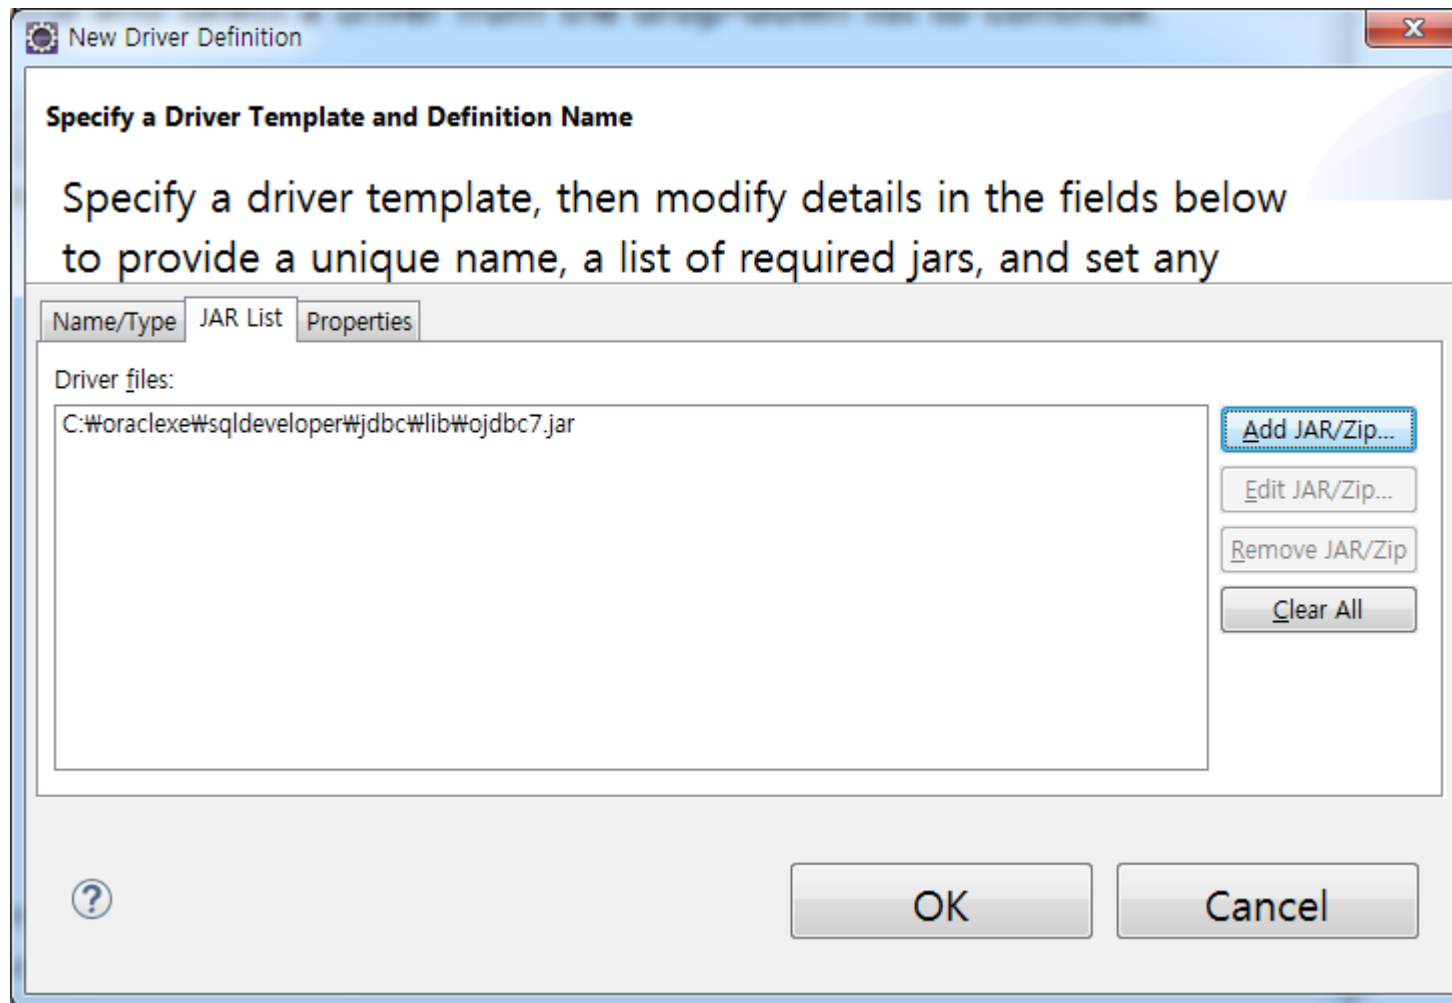 New Driver Definition
Specify a Driver Template and Definition Name
Specify a driver template, then modify details in the fields below
to provide a unique name, a list of required jars, and set any
Name/Type JAR List Properties
Driver files:
C:₩oraclexe₩sqldeveloper₩jdbc₩lib₩ojdbc7.jar
Add JAR/Zip...
Edit JAR/Zip...
Remove JAR/Zip
Clear All
OK Cancel